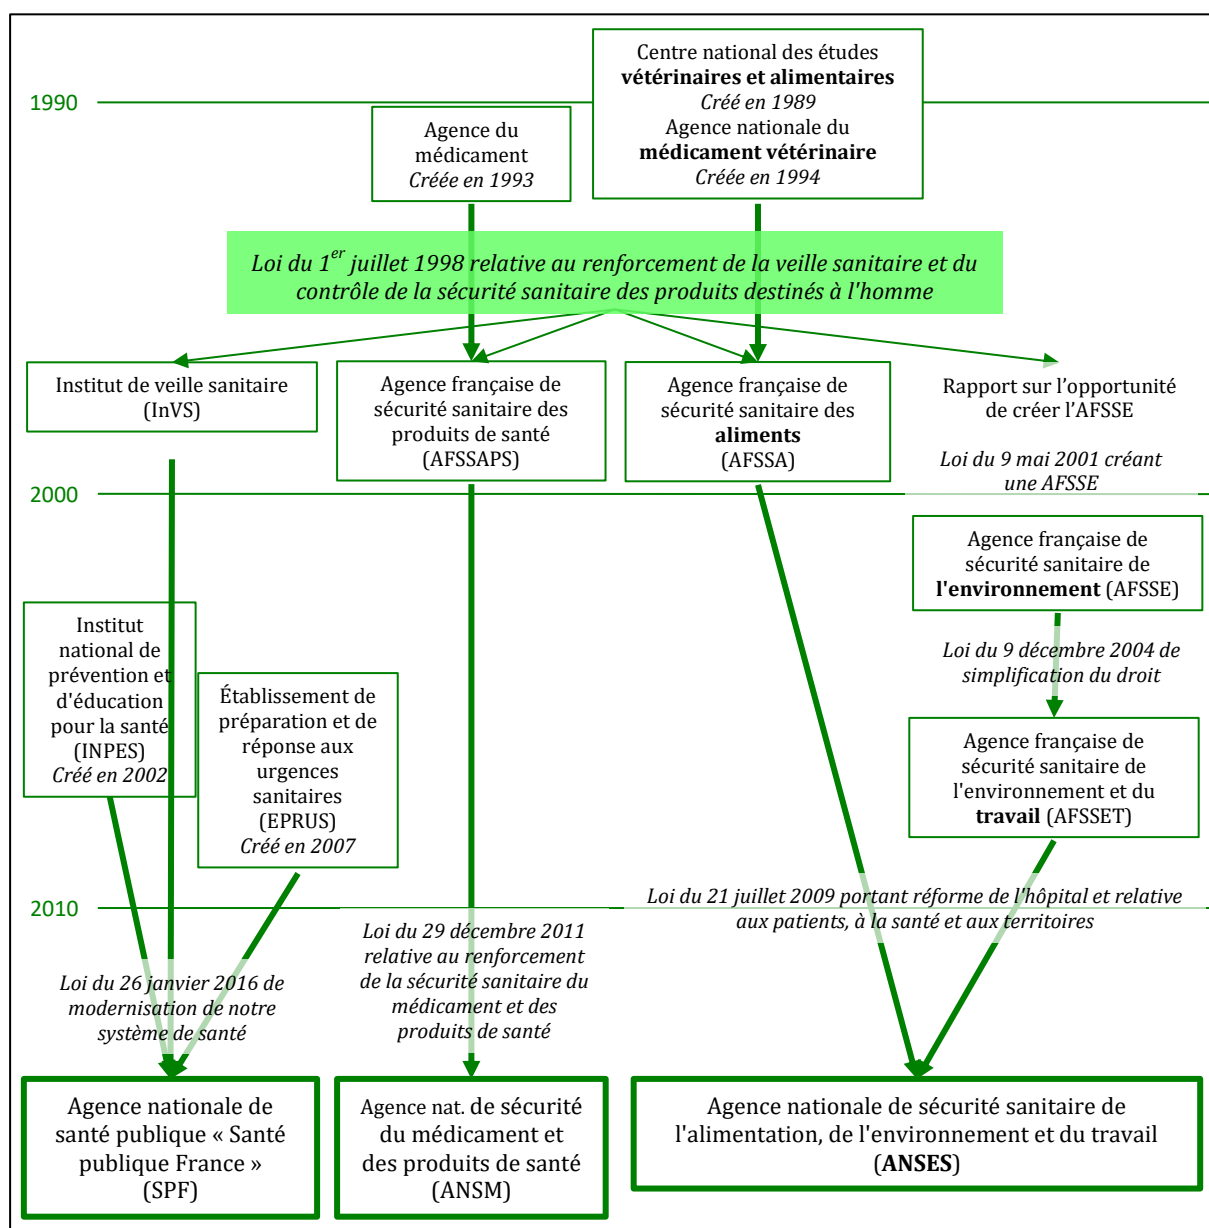 Centre national des études
vétérinaires et alimentaires
Créé en 1989
Agence nationale du
médicament vétérinaire
Créée en 1994
1990
Agence du
médicament
Créée en 1993
Loi du 1er juillet 1998 relative au renforcement de la veille sanitaire et du
contrôle de la sécurité sanitaire des produits destinés à l'homme
Institut de veille sanitaire
(InVS)
Agence française de
sécurité sanitaire des
produits de santé
(AFSSAPS)
Agence française de
sécurité sanitaire des
aliments
(AFSSA)
Rapport sur l’opportunité
de créer l’AFSSE
Loi du 9 mai 2001 créant
une AFSSE
2000
Agence française de
sécurité sanitaire de
l'environnement (AFSSE)
Institut
national de
prévention et
d'éducation
pour la santé
(INPES)
Créé en 2002
Établissement de
préparation et de
réponse aux
urgences
sanitaires
(EPRUS)
Créé en 2007
Loi du 9 décembre 2004 de
simplification du droit
Agence française de
sécurité sanitaire de
l'environnement et du
travail (AFSSET)
2010
Loi du 21 juillet 2009 portant réforme de l'hôpital et relative
aux patients, à la santé et aux territoires
Loi du 26 janvier 2016 de
modernisation de notre
système de santé
Loi du 29 décembre 2011
relative au renforcement
de la sécurité sanitaire du
médicament et des
produits de santé
Agence nationale de
santé publique « Santé
publique France »
(SPF)
Agence nat. de sécurité
du médicament et
des produits de santé
(ANSM)
Agence nationale de sécurité sanitaire de
l'alimentation, de l'environnement et du travail
(ANSES)